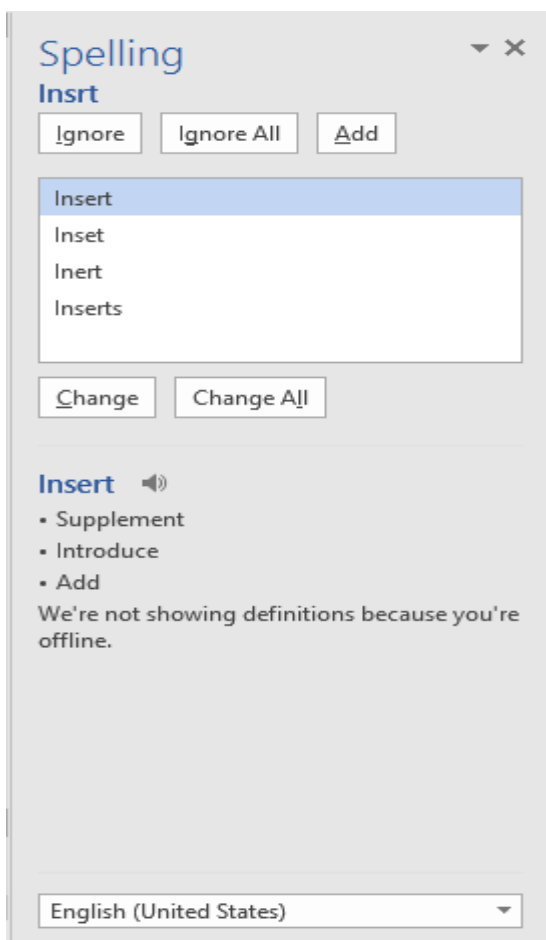 Spelling
Insrt
Ignore Ignore All Add
Insert
Inset
Inert
Inserts
Change Change All
Insert
• Supplement
• Introduce
• Add
We're not showing definitions because you're
offline.
English (United States)